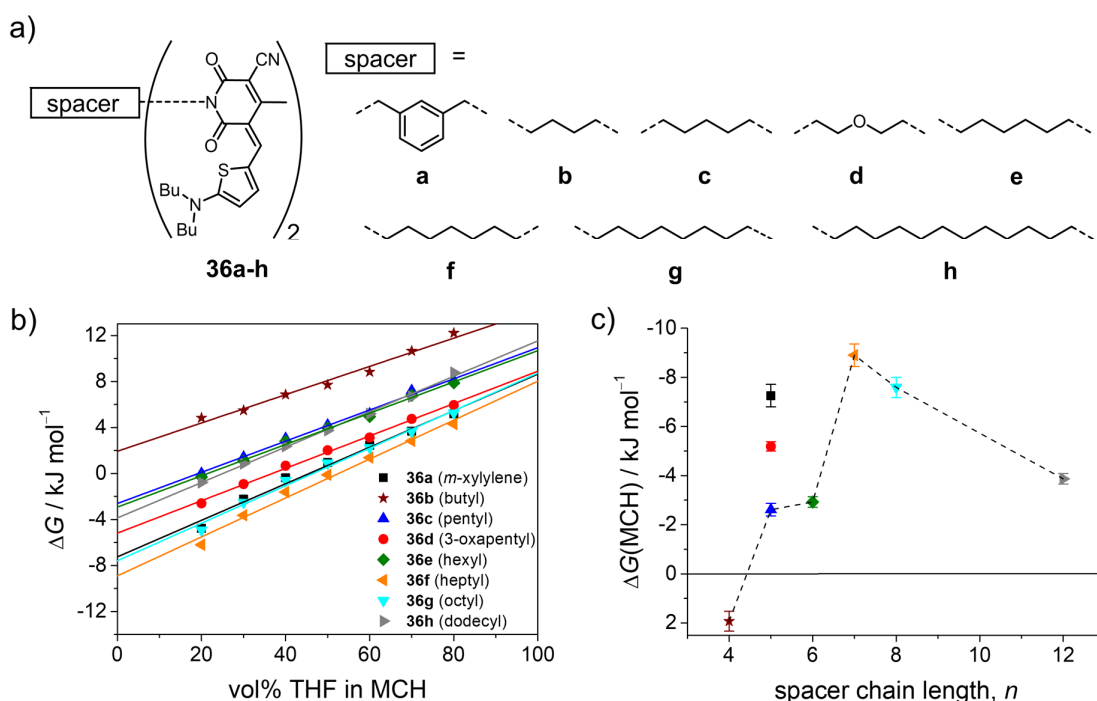 a)
spacer
O
CN
N
O
S
Bu
N
Bu
2
36a-h
spacer =
O
a b c d e
f g h
b)
12
8
4
0
-4
-8
-12
ΔG / kJ mol⁻¹
0 20 40 60 80 100
vol% THF in MCH
36a (m-xylylene)
36b (butyl)
36c (pentyl)
36d (3-oxapentyl)
36e (hexyl)
36f (heptyl)
36g (octyl)
36h (dodecyl)
c)
-10
-8
-6
-4
-2
0
2
ΔG(MCH) / kJ mol⁻¹
4 6 8 10 12
spacer chain length, n